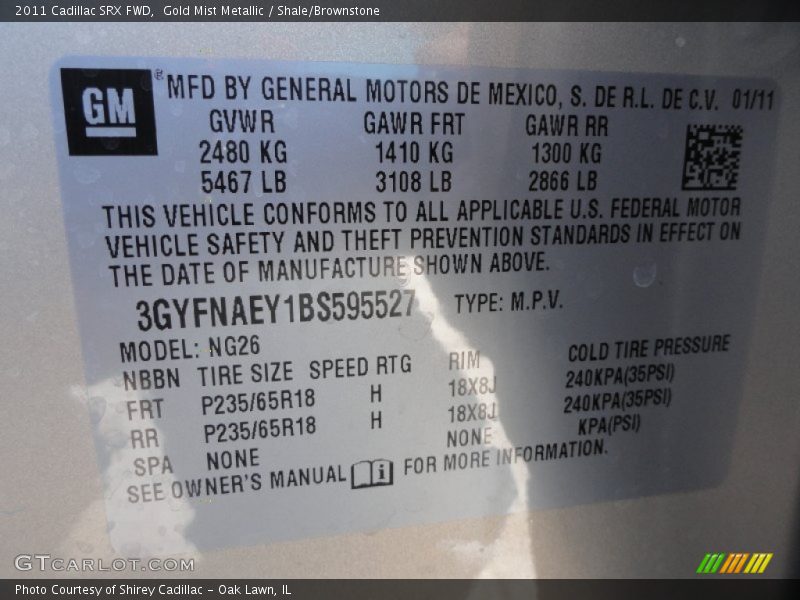 2011 Cadillac SRX FWD, Gold Mist Metallic / Shale/Brownstone
GM ® MFD BY GENERAL MOTORS DE MEXICO, S. DE R.L. DE C.V. 01/11
GVWR GAWR FRT GAWR RR
2480 KG 1410 KG 1300 KG
5467 LB 3108 LB 2866 LB
THIS VEHICLE CONFORMS TO ALL APPLICABLE U.S. FEDERAL MOTOR
VEHICLE SAFETY AND THEFT PREVENTION STANDARDS IN EFFECT ON
THE DATE OF MANUFACTURE SHOWN ABOVE.
3GYFNAEY1BS595527 TYPE: M.P.V.
MODEL: NG26
NBBN TIRE SIZE SPEED RTG RIM COLD TIRE PRESSURE
FRT P235/65R18 H 18X8J 240KPA(35PSI)
RR P235/65R18 H 18X8J 240KPA(35PSI)
SPA NONE NONE KPA(PSI)
SEE OWNER'S MANUAL i FOR MORE INFORMATION.
GTCARLOT.COM
Photo Courtesy of Shirey Cadillac - Oak Lawn, IL